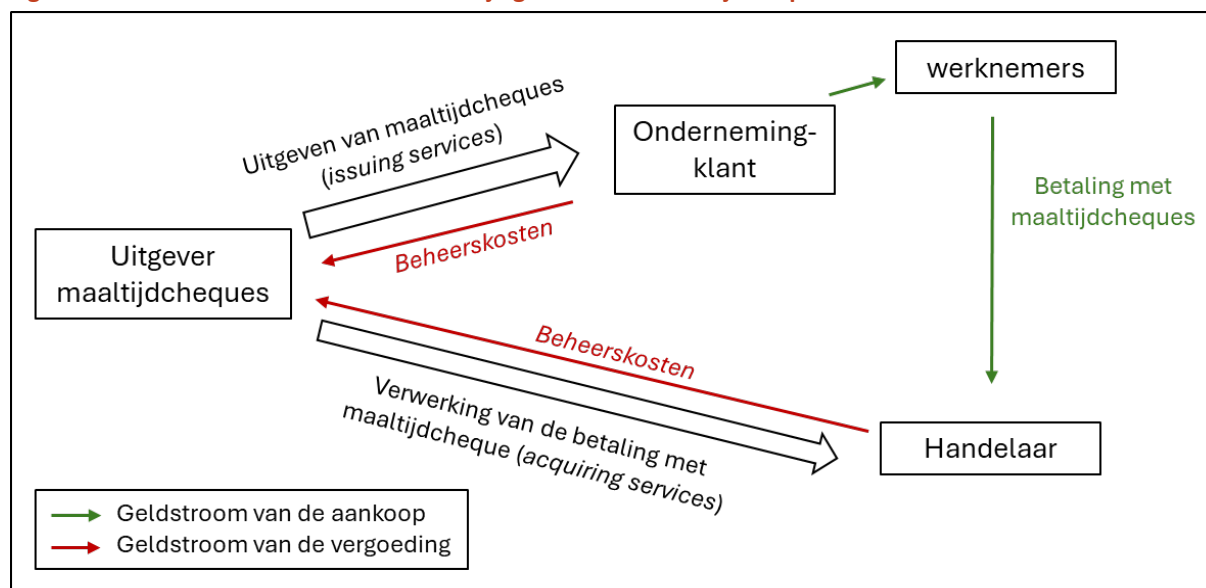 werknemers
Uitgeven van maaltijdcheques
(issuing services)
Onderneming-
klant
Betaling met
maaltijdcheques
Beheerskosten
Uitgever
maaltijdcheques
Beheerskosten
Verwerking van de betaling met
maaltijdcheque (acquiring services)
Handelaar
Geldstroom van de aankoop
Geldstroom van de vergoeding